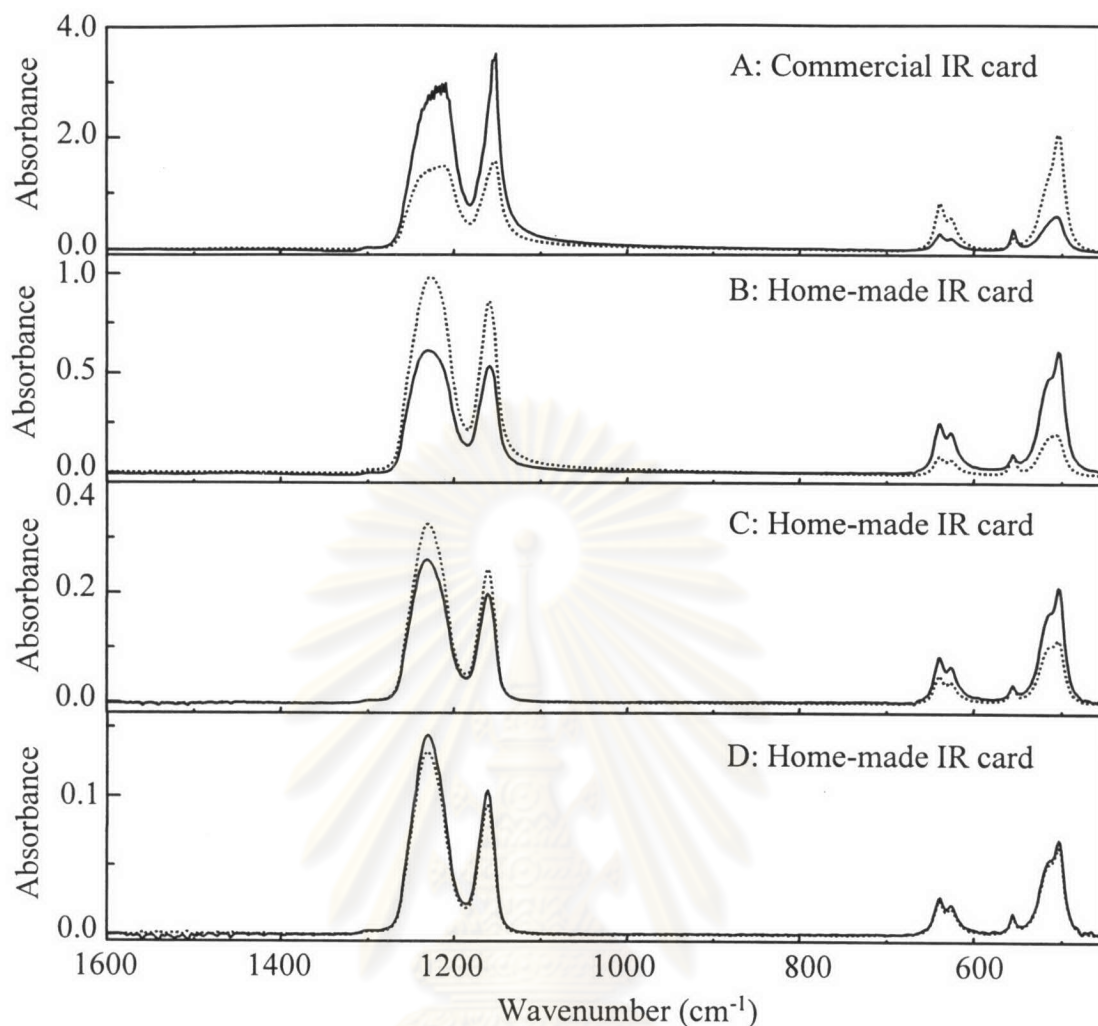 4.0
A: Commercial IR card
Absorbance
2.0
0.0
1.0
B: Home-made IR card
Absorbance
0.5
0.0
0.4
C: Home-made IR card
Absorbance
0.2
0.0
D: Home-made IR card
Absorbance
0.1
0.0
1600 1400 1200 1000 800 600
Wavenumber (cm⁻¹)